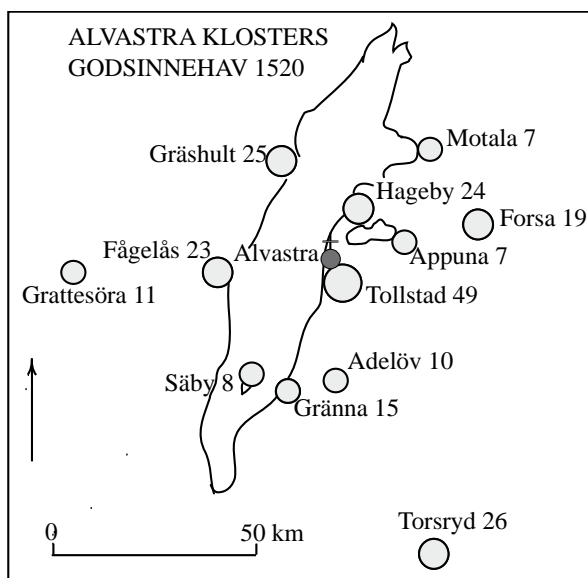 ALVASTRA KLOSTERS
GODSINNEHAV 1520
Motala 7
Gräshult 25
Hageby 24
Forsa 19
Fågelås 23
Alvastra
Appuna 7
Grattesöra 11
Tollstad 49
Adelöv 10
Säby 8
Gränna 15
0
50 km
Torsryd 26